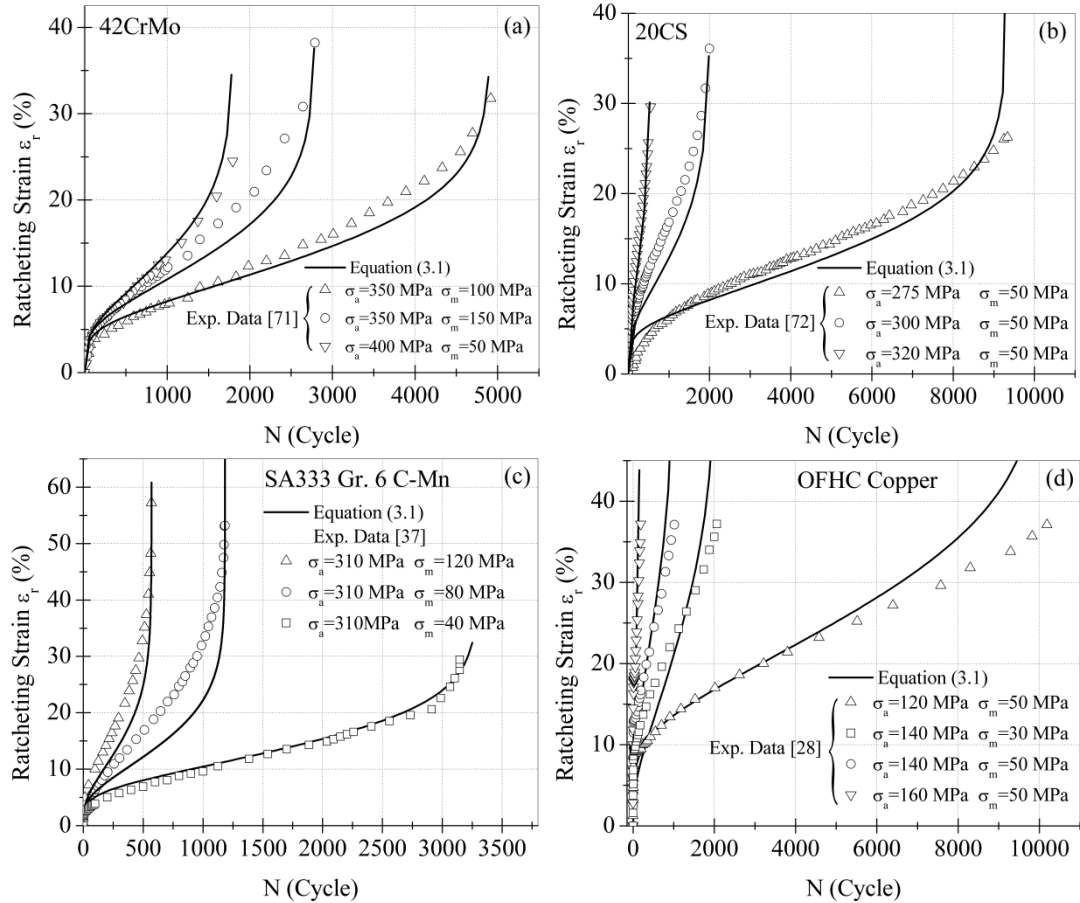 42CrMo
(a)
Ratcheting Strain εr (%)
40
30
20
10
0
Equation (3.1)
Exp. Data [71]
σa=350 MPa σm=100 MPa
σa=350 MPa σm=150 MPa
σa=400 MPa σm=50 MPa
1000 2000 3000 4000 5000
N (Cycle)
20CS
(b)
Ratcheting Strain εr (%)
40
30
20
10
0
Equation (3.1)
Exp. Data [72]
σa=275 MPa σm=50 MPa
σa=300 MPa σm=50 MPa
σa=320 MPa σm=50 MPa
2000 4000 6000 8000 10000
N (Cycle)
SA333 Gr. 6 C-Mn
(c)
Ratcheting Strain εr (%)
60
50
40
30
20
10
0
Equation (3.1)
Exp. Data [37]
σa=310 MPa σm=120 MPa
σa=310 MPa σm=80 MPa
σa=310MPa σm=40 MPa
0 500 1000 1500 2000 2500 3000 3500
N (Cycle)
OFHC Copper
(d)
Ratcheting Strain εr (%)
40
30
20
10
0
Equation (3.1)
Exp. Data [28]
σa=120 MPa σm=50 MPa
σa=140 MPa σm=30 MPa
σa=140 MPa σm=50 MPa
σa=160 MPa σm=50 MPa
0 2000 4000 6000 8000 10000
N (Cycle)